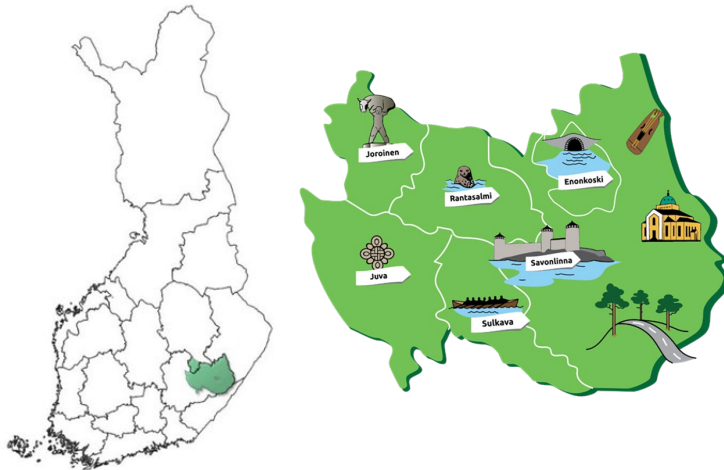 Joroinen
Enonkoski
Rantasalmi
Savonlinna
Juva
Sulkava